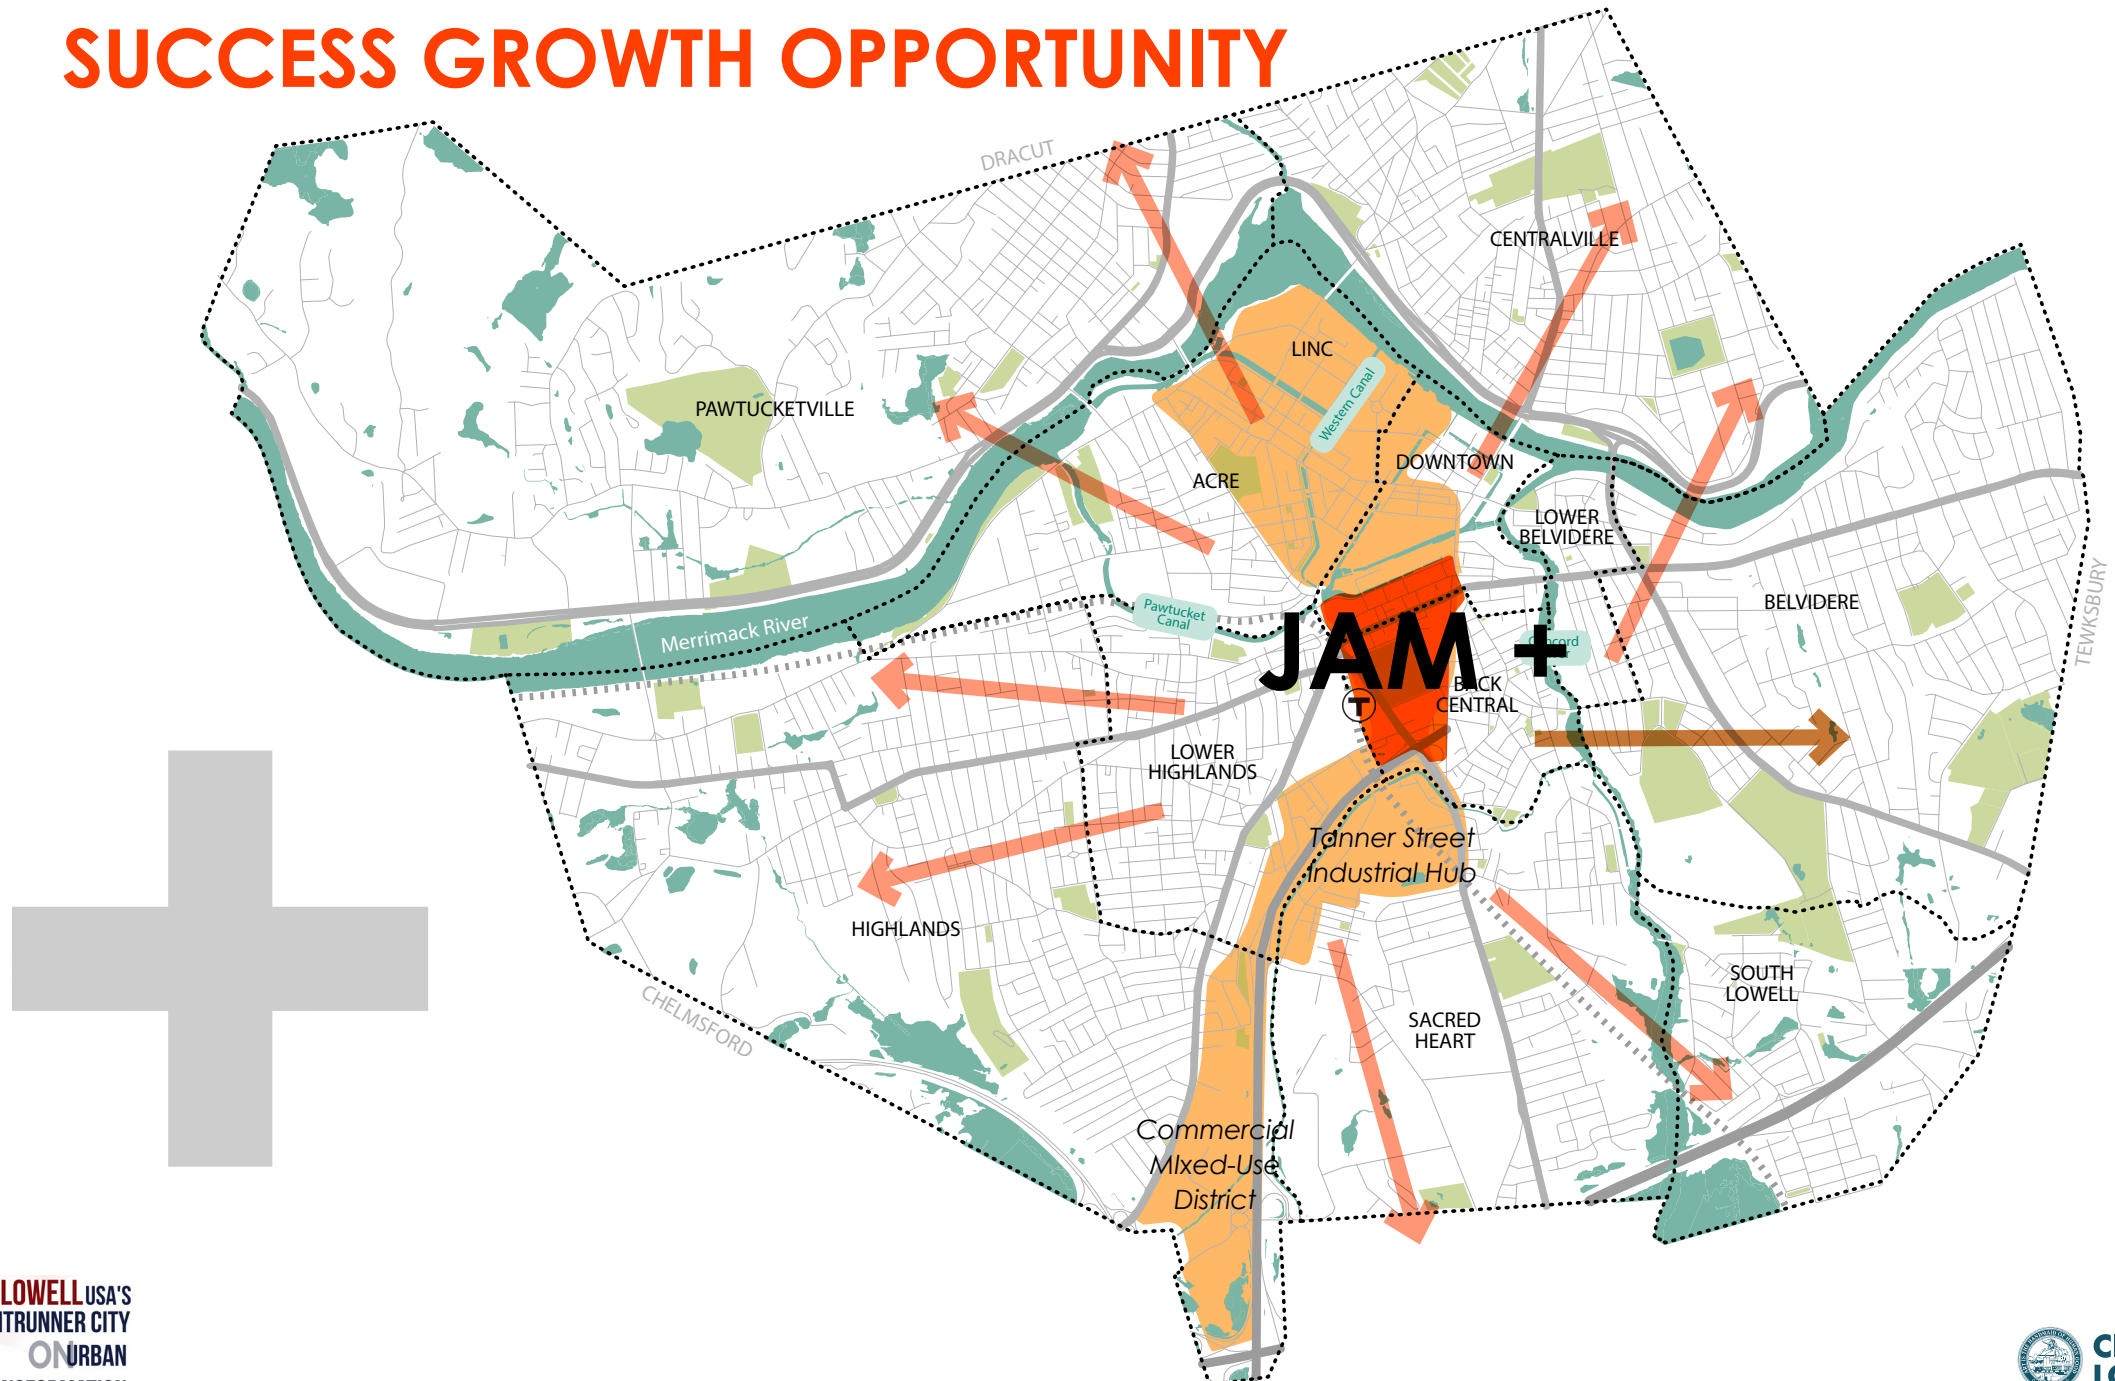 SUCCESS GROWTH OPPORTUNITY
DRACUT
CENTRALVILLE
LINC
Western Canal
PAWTUCKETVILLE
DOWNTOWN
ACRE
LOWER
BELVIDERE
BELVIDERE
TEWKSBURY
Pawtucket
Canal
Merrimack River
JAM +
T
BACK
CENTRAL
LOWER
HIGHLANDS
Tanner Street
Industrial Hub
HIGHLANDS
CHELMSFORD
SOUTH
LOWELL
SACRED
HEART
Commercial
MIxed-Use
District
LOWELL USA'S
NTRUNNER CITY
ON URBAN